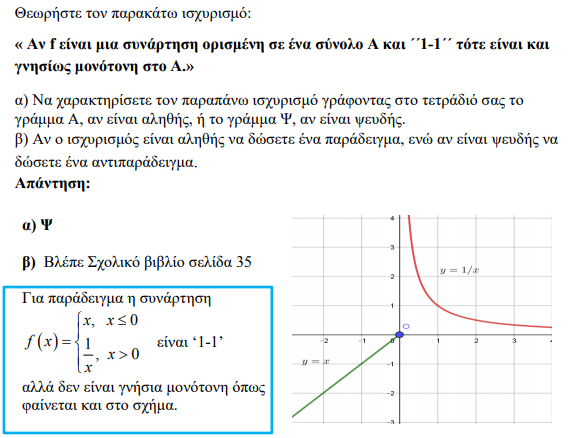 Θεωρήστε τον παρακάτω ισχυρισμό:
« Αν f είναι μια συνάρτηση ορισμένη σε ένα σύνολο Α και ´´1-1´´ τότε είναι και
γνησίως μονότονη στο Α.»
α) Να χαρακτηρίσετε τον παραπάνω ισχυρισμό γράφοντας στο τετράδιό σας το
γράμμα Α, αν είναι αληθής, ή το γράμμα Ψ, αν είναι ψευδής.
β) Αν ο ισχυρισμός είναι αληθής να δώσετε ένα παράδειγμα, ενώ αν είναι ψευδής να
δώσετε ένα αντιπαράδειγμα.
Απάντηση:
α) Ψ
β) Βλέπε Σχολικό βιβλίο σελίδα 35
Για παράδειγμα η συνάρτηση
f(x) = { x, x ≤ 0
1/x, x > 0 είναι ‘1-1’
αλλά δεν είναι γνήσια μονότονη όπως
φαίνεται και στο σχήμα.
4
3
2
y = 1/x
1
O
-2 -1 0 1 2 3 4
y = x
-1
-2
-3